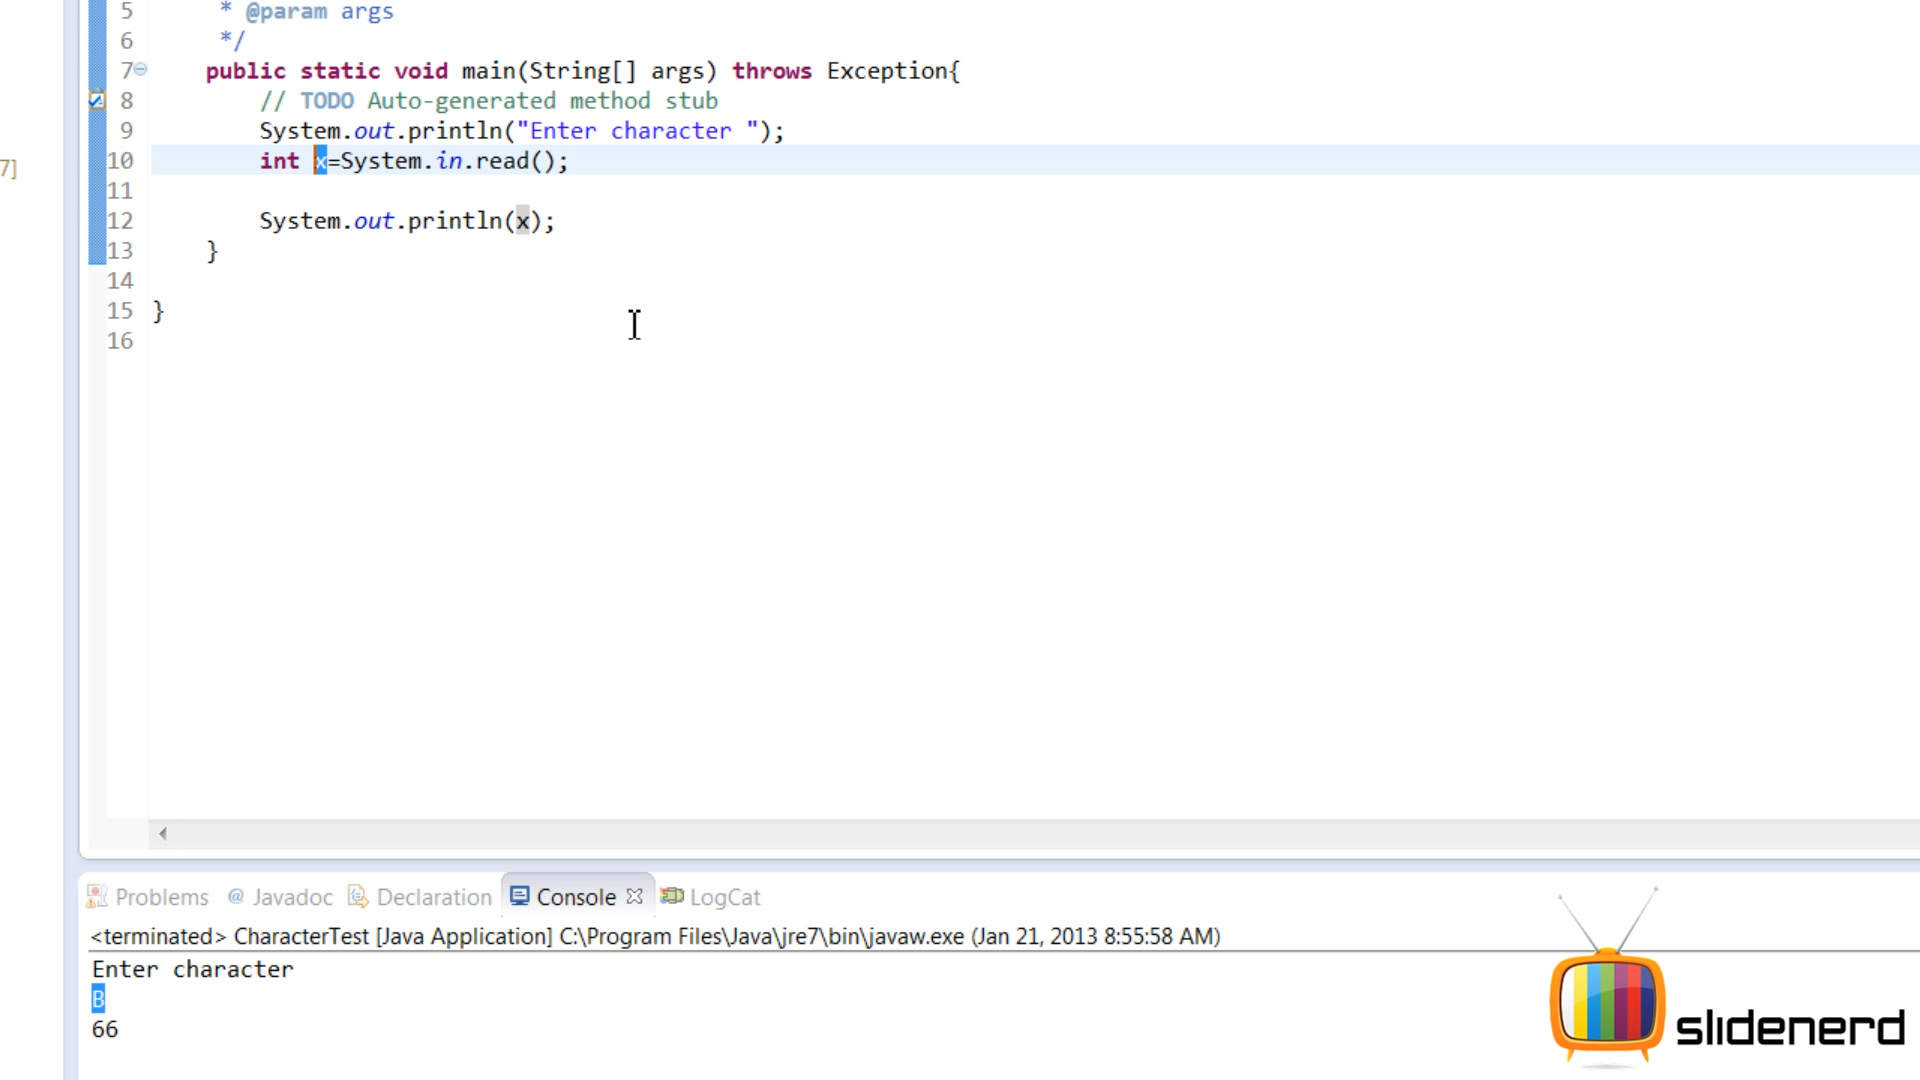 5 * @param args
6 */
7 public static void main(String[] args) throws Exception{
8 // TODO Auto-generated method stub
9 System.out.println("Enter character ");
7] 10 int x=System.in.read();
11
12 System.out.println(x);
13 }
14
15 }
16
Problems @ Javadoc Declaration Console LogCat
<terminated> CharacterTest [Java Application] C:\Program Files\Java\jre7\bin\javaw.exe (Jan 21, 2013 8:55:58 AM)
Enter character
B
66
slidenerd